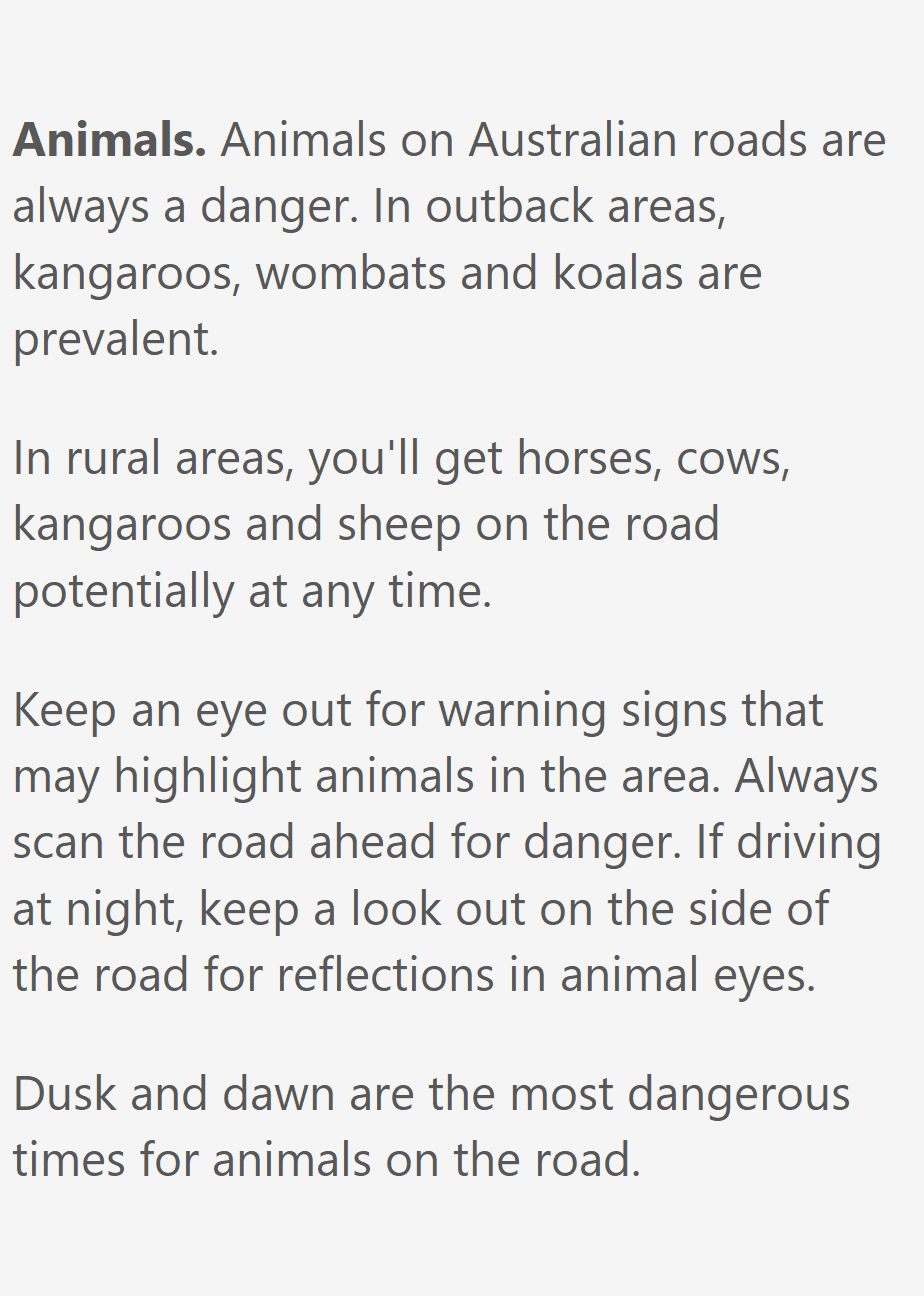 Animals. Animals on Australian roads are
always a danger. In outback areas,
kangaroos, wombats and koalas are
prevalent.
In rural areas, you'll get horses, cows,
kangaroos and sheep on the road
potentially at any time.
Keep an eye out for warning signs that
may highlight animals in the area. Always
scan the road ahead for danger. If driving
at night, keep a look out on the side of
the road for reflections in animal eyes.
Dusk and dawn are the most dangerous
times for animals on the road.